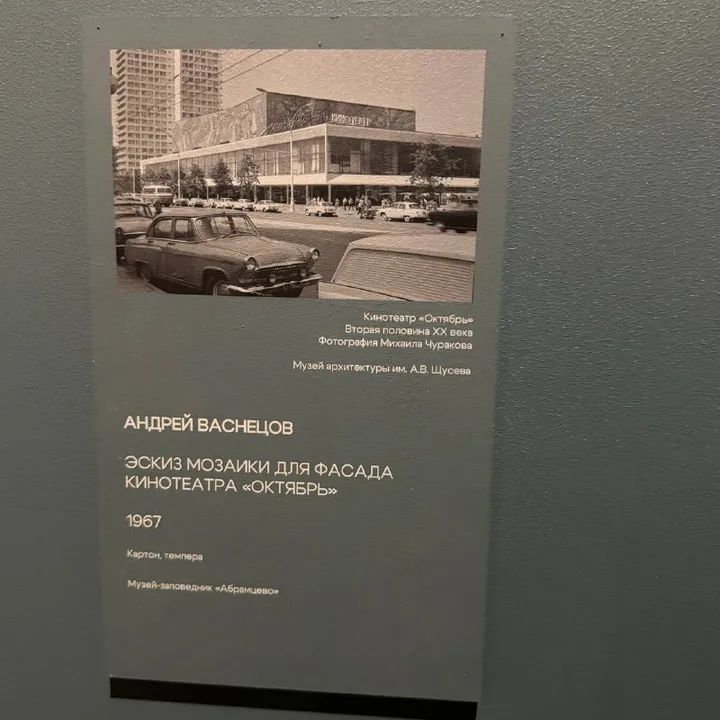 КИНОТЕАТР
Кинотеатр «Октябрь»
Вторая половина XX века
Фотография Михаила Чуракова
Музей архитектуры им. А.В. Щусева
АНДРЕЙ ВАСНЕЦОВ
ЭСКИЗ МОЗАИКИ ДЛЯ ФАСАДА
КИНОТЕАТРА «ОКТЯБРЬ»
1967
Картон, темпера
Музей-заповедник «Абрамцево»